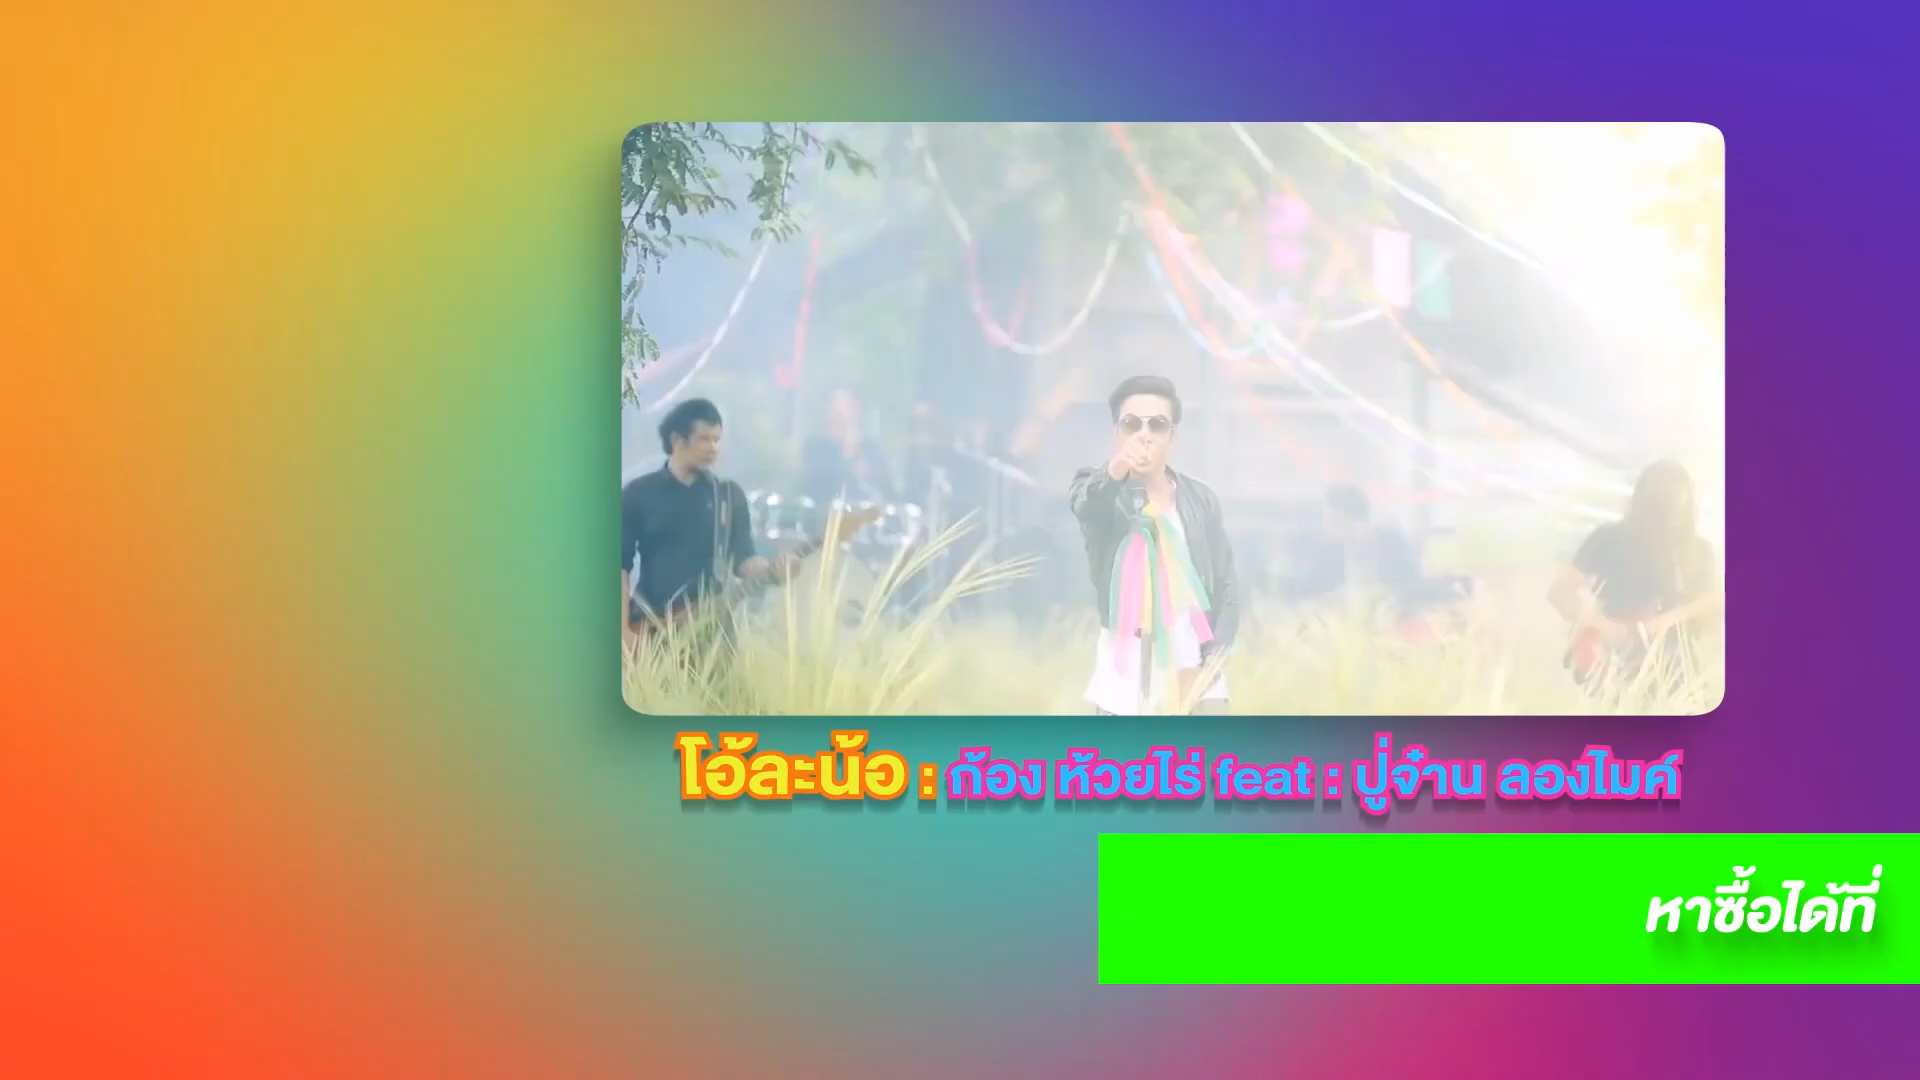 โอ้ละน้อ : ก้อง ห้วยไร่ feat : ปู่จ๋าน ลองไมค์
หาซื้อได้ที่